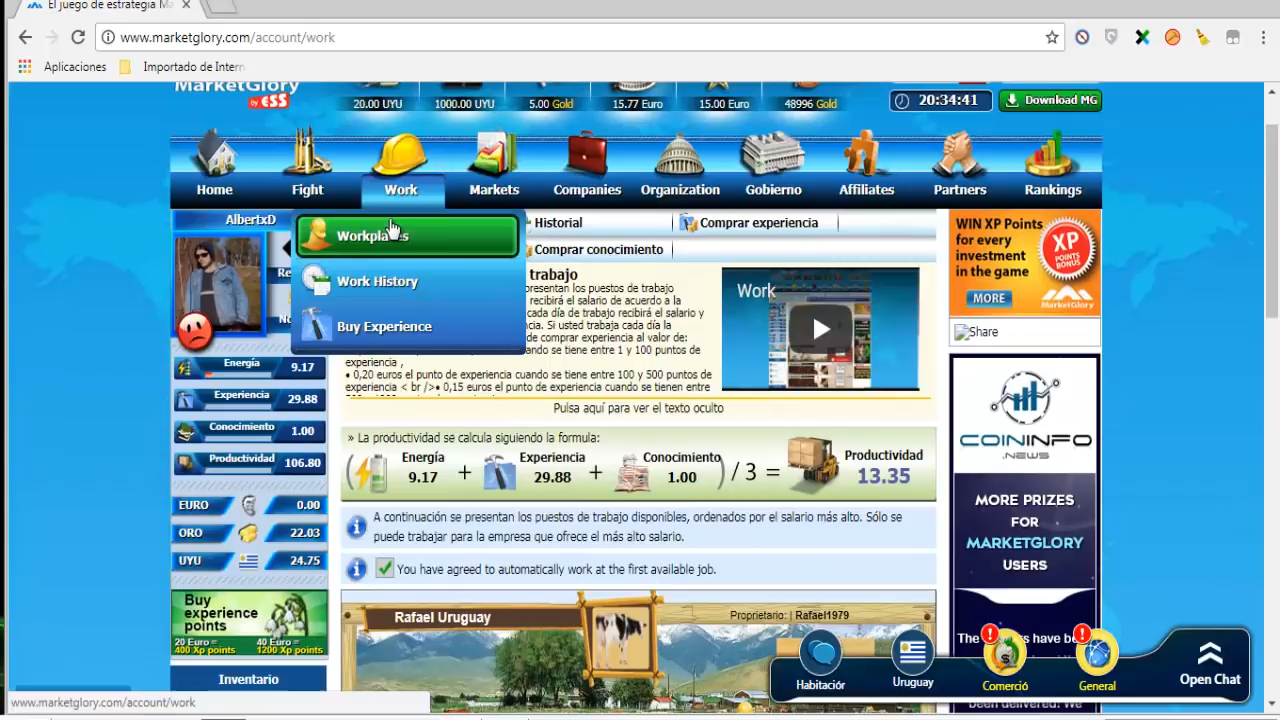 El juego de estrategia Ma
www.marketglory.com/account/work
Aplicaciones
Importado de Intern
MarketGlory
by ESS
20.00 UYU
1000.00 UYU
5.00 Gold
15.77 Euro
15.00 Euro
48996 Gold
20:34:41
Download MG
Home
Fight
Work
Markets
Companies
Organization
Gobierno
Affiliates
Partners
Rankings
AlbertxD
Workplaces
Work History
Buy Experience
Historial
Comprar experiencia
Comprar conocimiento
trabajo
presentan los puestos de trabajo
recibirá el salario de acuerdo a la
cada día de trabajo recibirá el salario y
encia. Si usted trabaja cada día la
de comprar experiencia al valor de:
ndo se tiene entre 1 y 100 puntos de
experiencia ,
• 0,20 euros el punto de experiencia cuando se tiene entre 100 y 500 puntos de
experiencia < br />• 0,15 euros el punto de experiencia cuando se tienen entre
Work
Pulsa aquí para ver el texto oculto
WIN XP Points
for every
investment
in the game
XP
POINTS
BONUS
MORE
MarketGlory
Share
Energía
9.17
Experiencia
29.88
Conocimiento
1.00
Productividad
106.80
EURO
0.00
ORO
22.03
UYU
24.75
» La productividad se calcula siguiendo la formula:
( Energía 9.17 + Experiencia 29.88 + Conocimiento 1.00 ) / 3 = Productividad 13.35
A continuación se presentan los puestos de trabajo disponibles, ordenados por el salario más alto. Sólo se
puede trabajar para la empresa que ofrece el más alto salario.
You have agreed to automatically work at the first available job.
Buy
experience
points
20 Euro =
400 Xp points
40 Euro =
1200 Xp points
Inventario
Rafael Uruguay
Proprietario: | Rafael1979
COININFO
.NEWS
MORE PRIZES
FOR
MARKETGLORY
USERS
Habitación
Uruguay
Comerció
General
Open Chat
www.marketglory.com/account/work